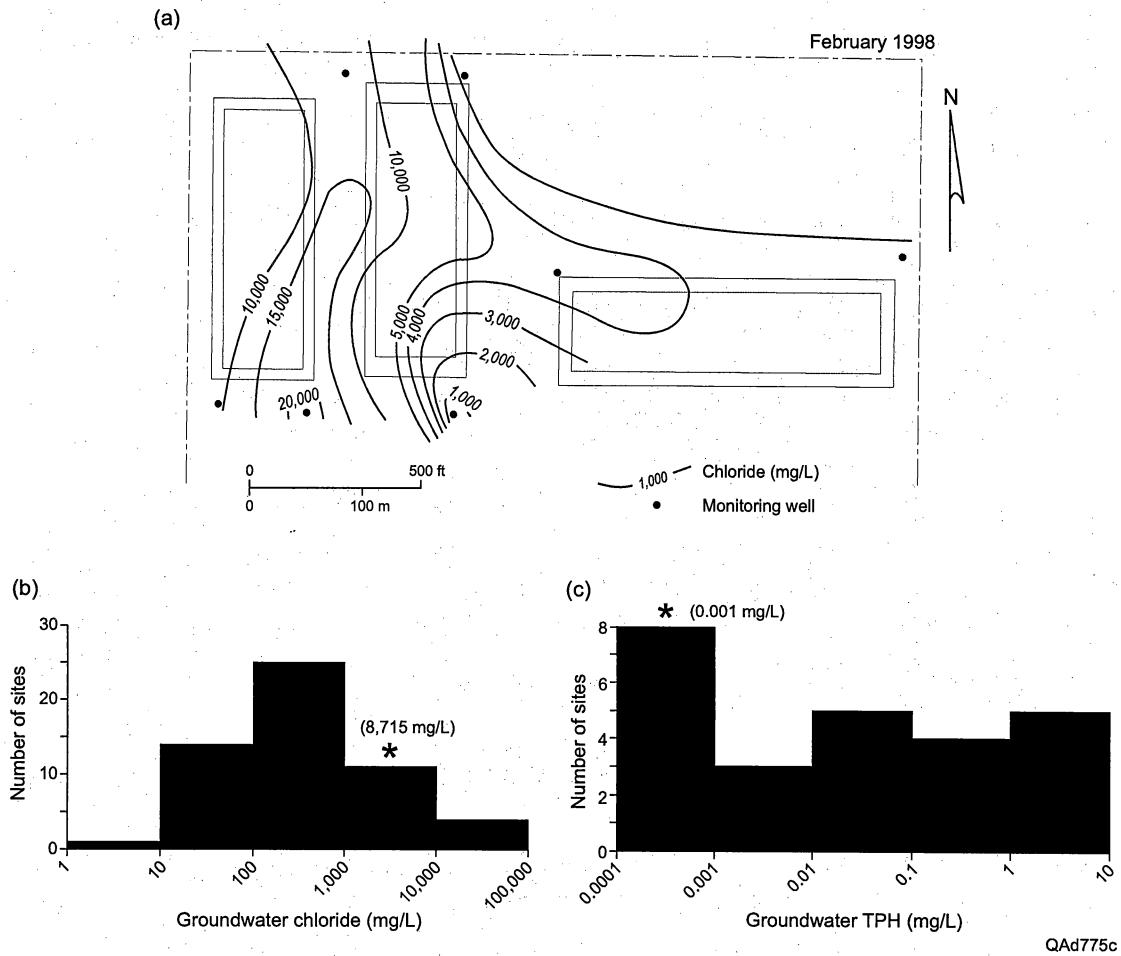 (a)
February 1998
N
10,000
10,000
15,000
5,000
4,000
3,000
2,000
20,000
1,000
0 500 ft
0 100 m
1,000 Chloride (mg/L)
Monitoring well
(b)
30
20
10
0
Number of sites
(8,715 mg/L)
*
1 10 100 1,000 10,000 100,000
Groundwater chloride (mg/L)
(c)
* (0.001 mg/L)
8
6
4
2
0
Number of sites
0.0001 0.001 0.01 0.1 1 10
Groundwater TPH (mg/L)
QAd775c